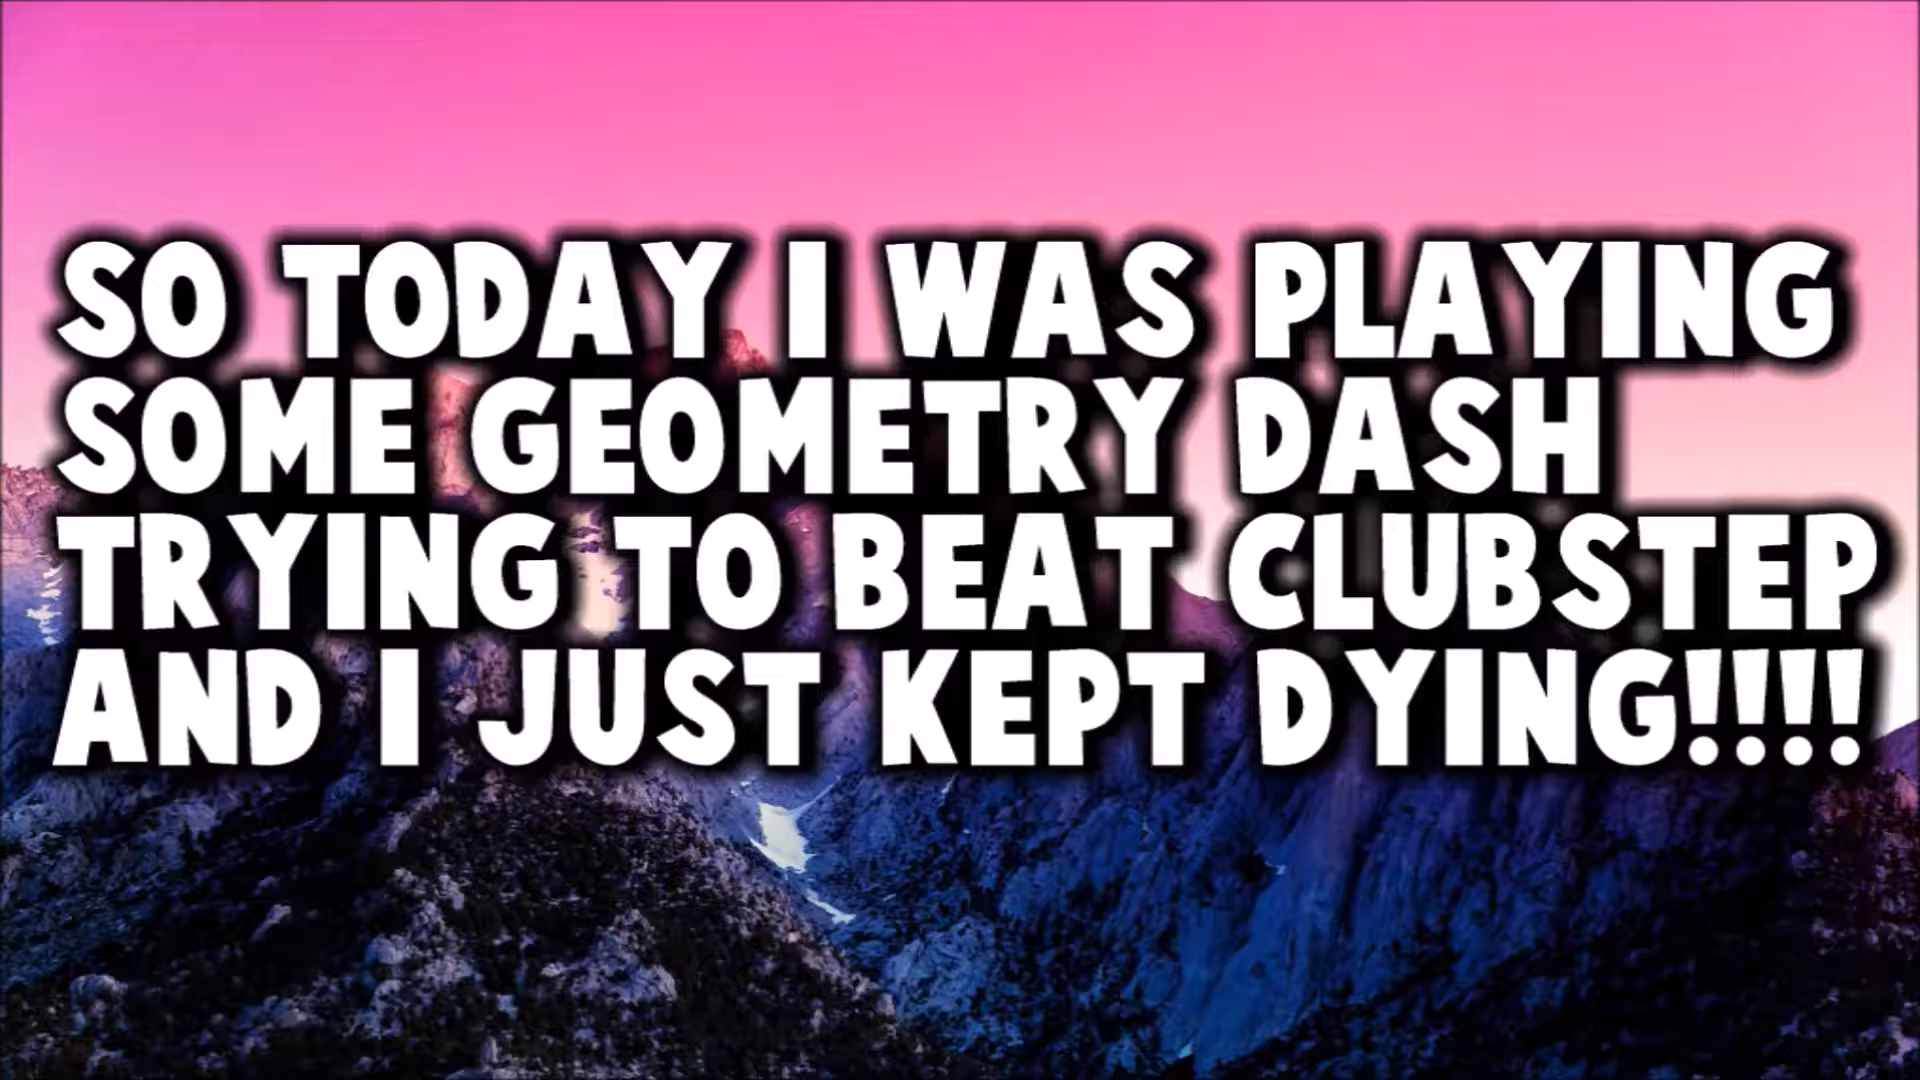 SO TODAY I WAS PLAYING
SOME GEOMETRY DASH
TRYING TO BEAT CLUBSTEP
AND I JUST KEPT DYING!!!!